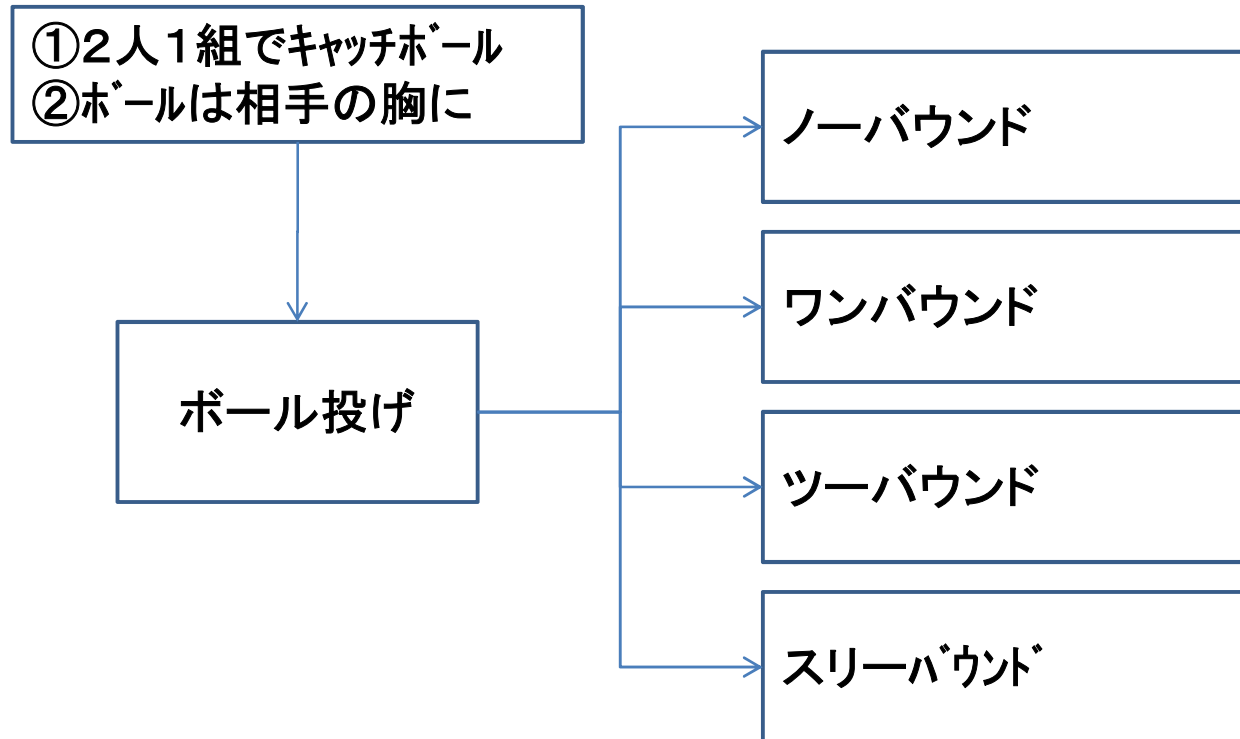 ①２人１組でｷｬｯﾁﾎﾞｰﾙ
②ﾎﾞｰﾙは相手の胸に
ノーバウンド
ワンバウンド
ボール投げ
ツーバウンド
スリーﾊﾞｳﾝﾄﾞ